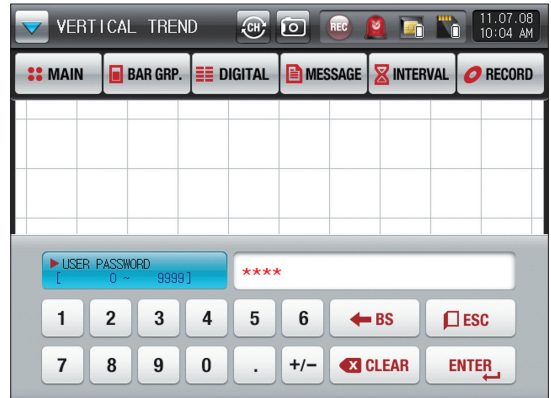 VERTICAL TREND CH REC 11.07.08
10:04 AM
MAIN BAR GRP. DIGITAL MESSAGE INTERVAL RECORD
USER PASSWORD
[ 0 ~ 9999]
****
1 2 3 4 5 6 BS ESC
7 8 9 0 . +/- CLEAR ENTER